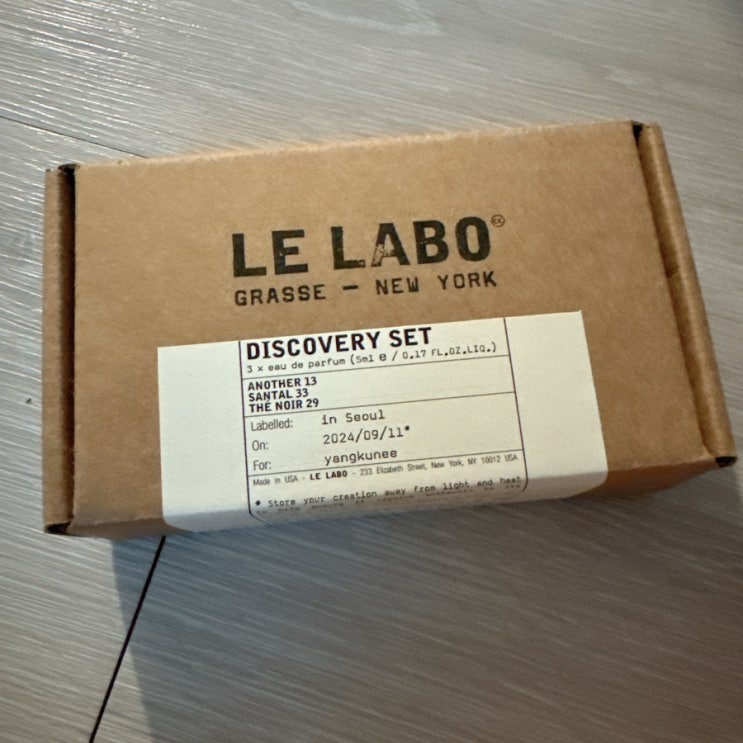 LE LABO
GRASSE — NEW YORK
DISCOVERY SET
3 x eau de parfum (5ml e / 0.17 FL.OZ.LIQ.)
ANOTHER 13
SANTAL 33
THÉ NOIR 29
Labelled: in Seoul
On: 2024/09/11*
For: yangkunee
Made in USA - LE LABO - 233 Elizabeth Street, New York, NY 10012 USA
* Store your creation away from light and heat